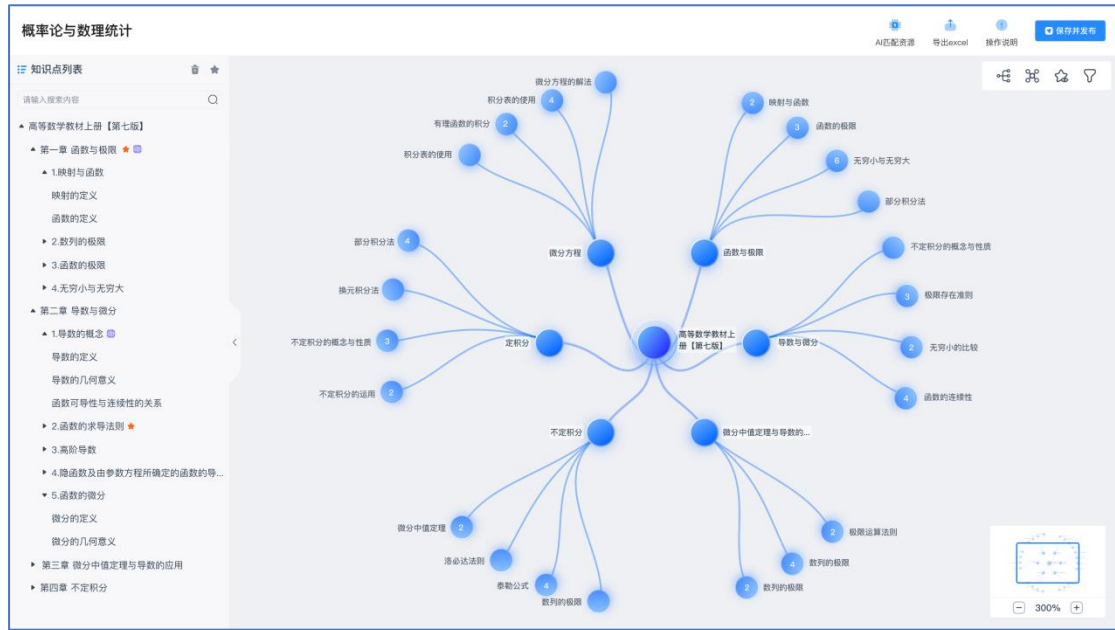 概率论与数理统计
AI匹配资源
导出excel
操作说明
保存并发布
知识点列表
请输入搜索内容
高等数学教材上册【第七版】
第一章 函数与极限
1.映射与函数
映射的定义
函数的定义
2.数列的极限
3.函数的极限
4.无穷小与无穷大
第二章 导数与微分
1.导数的概念
导数的定义
导数的几何意义
函数可导性与连续性的关系
2.函数的求导法则
3.高阶导数
4.隐函数及由参数方程所确定的函数的导...
5.函数的微分
微分的定义
微分的几何意义
第三章 微分中值定理与导数的应用
第四章 不定积分
微分方程的解法
积分表的使用 4
有理函数的积分 2
积分表的使用
微分方程
2 映射与函数
3 函数的极限
6 无穷小与无穷大
部分积分法
函数与极限
部分积分法 4
换元积分法
不定积分的概念与性质 3
不定积分的运用 2
定积分
高等数学教材上
册【第七版】
导数与微分
不定积分的概念与性质
3 极限存在准则
2 无穷小的比较
4 函数的连续性
不定积分
微分中值定理 2
洛必达法则
泰勒公式 4
数列的极限
微分中值定理与导数的...
2 极限运算法则
4 数列的极限
2 数列的极限
300%